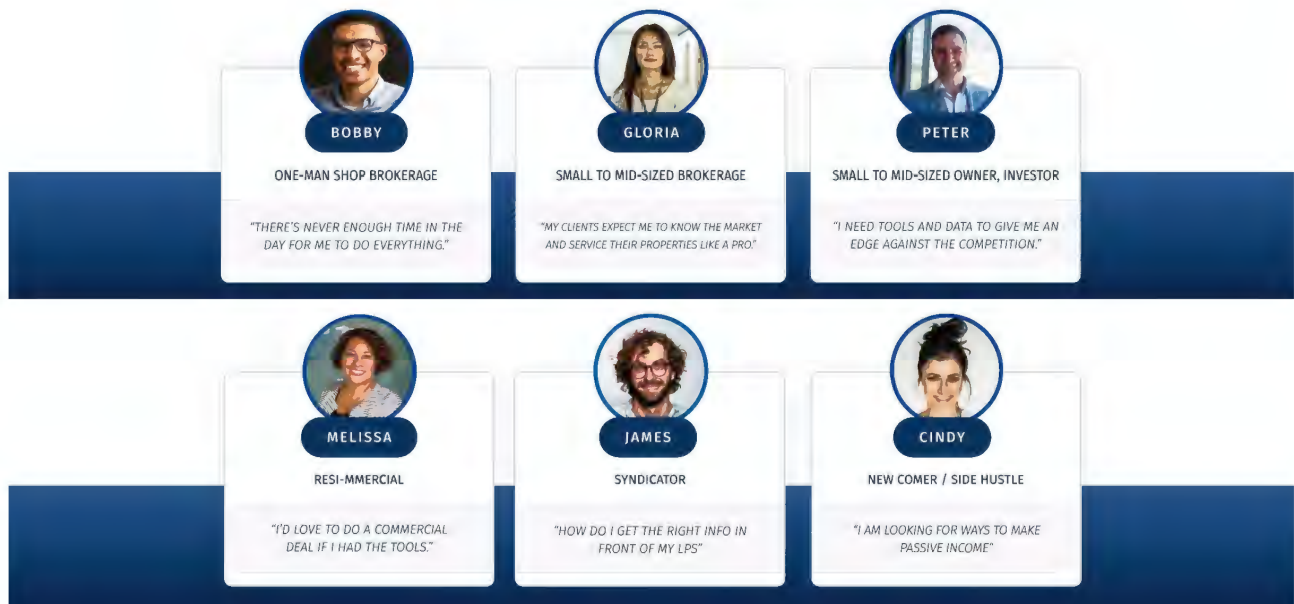 BOBBY
ONE-MAN SHOP BROKERAGE
"THERE'S NEVER ENOUGH TIME IN THE
DAY FOR ME TO DO EVERYTHING."
GLORIA
SMALL TO MID-SIZED BROKERAGE
"MY CLIENTS EXPECT ME TO KNOW THE MARKET
AND SERVICE THEIR PROPERTIES LIKE A PRO."
PETER
SMALL TO MID-SIZED OWNER, INVESTOR
"I NEED TOOLS AND DATA TO GIVE ME AN
EDGE AGAINST THE COMPETITION."
MELISSA
RESI-MMERCIAL
"I'D LOVE TO DO A COMMERCIAL
DEAL IF I HAD THE TOOLS."
JAMES
SYNDICATOR
"HOW DO I GET THE RIGHT INFO IN
FRONT OF MY LPS"
CINDY
NEW COMER / SIDE HUSTLE
"I AM LOOKING FOR WAYS TO MAKE
PASSIVE INCOME"